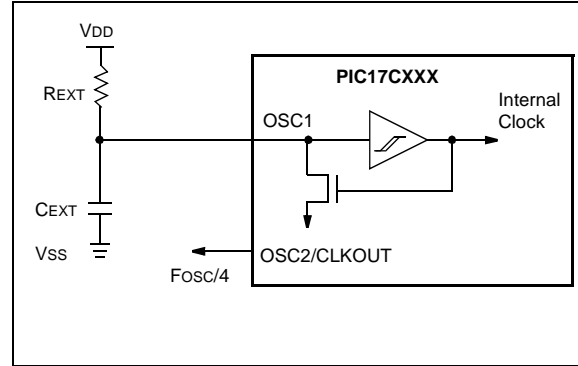 VDD
PIC17CXXX
REXT
Internal
Clock
OSC1
CEXT
VSS
OSC2/CLKOUT
FOSC/4